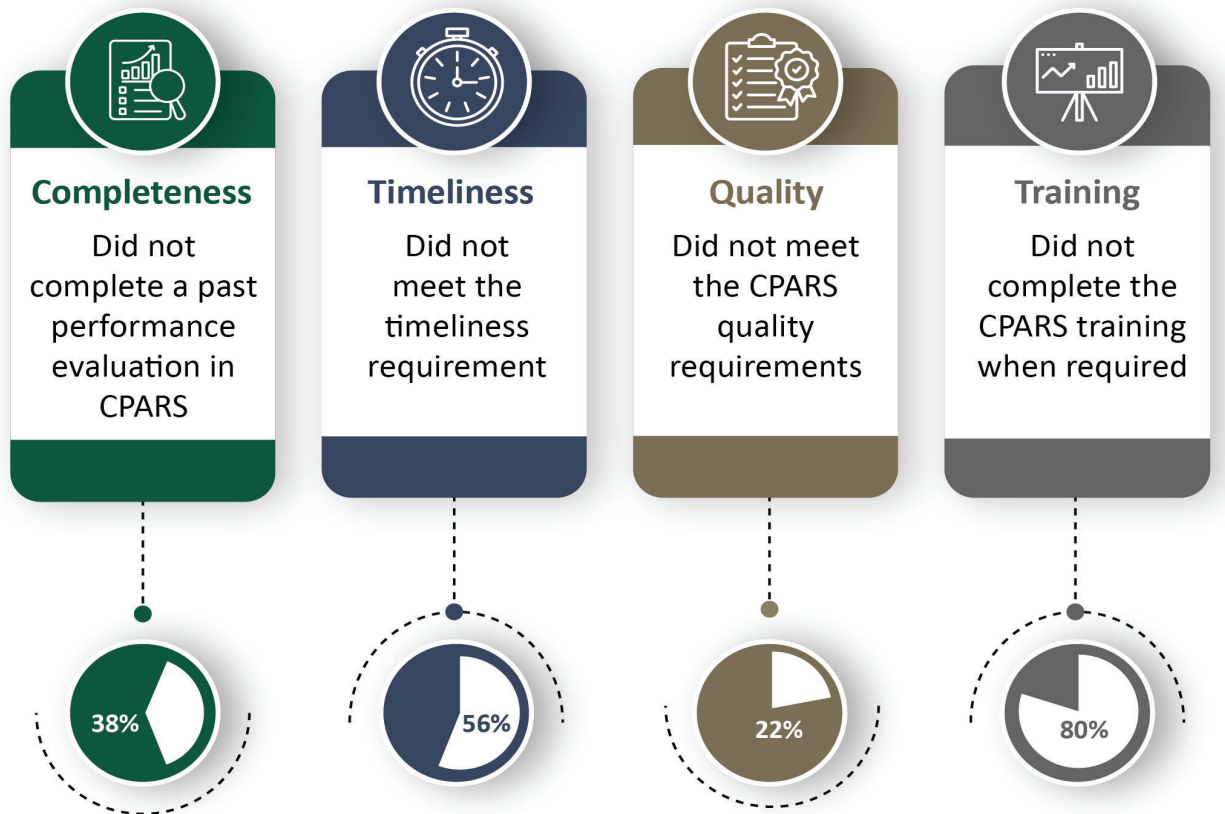 Completeness
Did not
complete a past
performance
evaluation in
CPARS
Timeliness
Did not
meet the
timeliness
requirement
Quality
Did not meet
the CPARS
quality
requirements
Training
Did not
complete the
CPARS training
when required
38%
56%
22%
80%